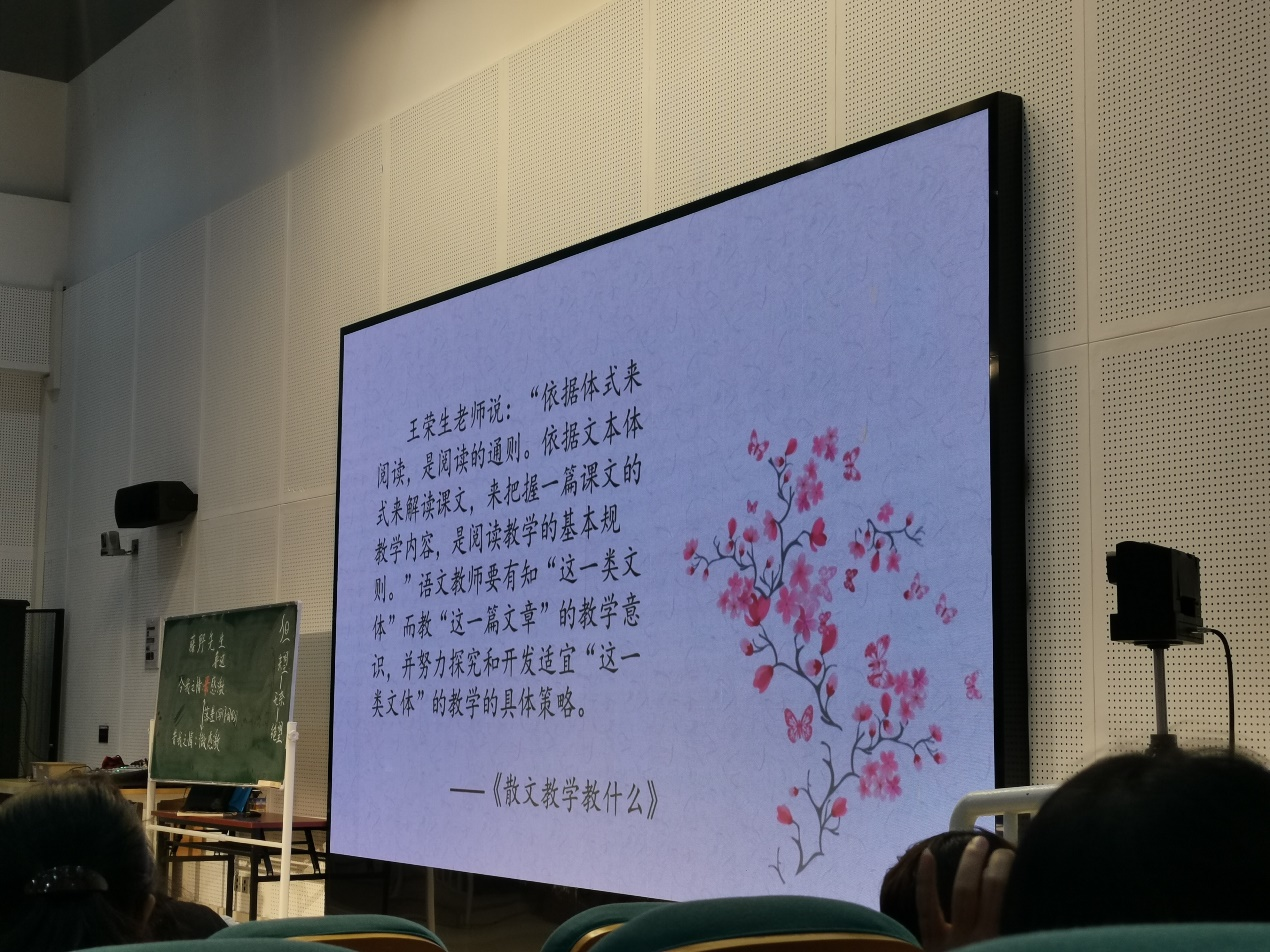 王荣生老师说：“依据体式来
阅读，是阅读的通则。依据文本体
式来解读课文，来把握一篇课文的
教学内容，是阅读教学的基本规
则。”语文教师要有知“这一类文
体”而教“这一篇文章”的教学意
识，并努力探究和开发适宜“这一
类文体”的教学的具体策略。
——《散文教学教什么》
藤野先生
鲁迅
绝望